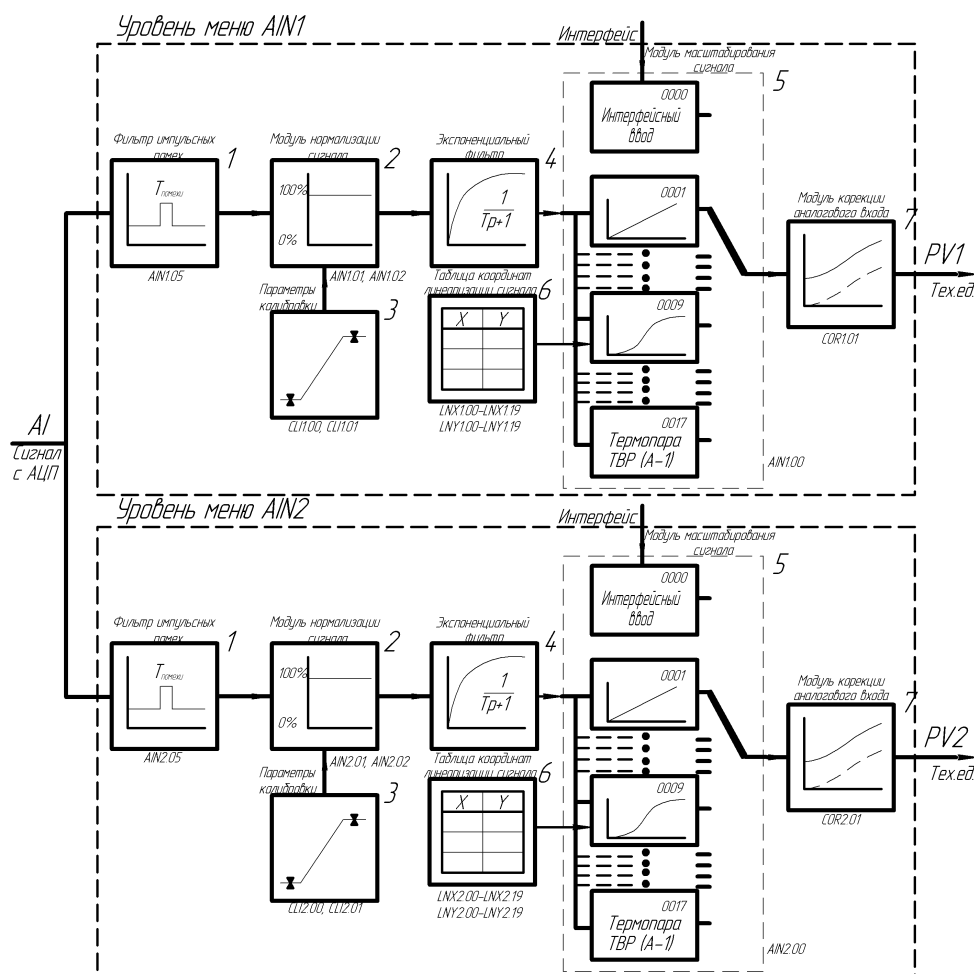 Уровень меню AIN1
Интерфейс
Модуль масштабирования
сигнала
5
0000
Интерфейсный
ввод
Фильтр импульсных
помех
1
Tпомехи
AIN1.05
Модуль нормализации
сигнала
2
100%
0%
AIN1.01, AIN1.02
Экспоненциальный
фильтр
4
1
Tp+1
0001
Модуль корекции
аналогового входа
7
PV1
Тех.ед.
COR1.01
Параметры
калибровки
3
CLI1.00, CLI1.01
Таблица координат
линеаризации сигнала
6
X Y
LNX1.00-LNX1.19
LNY1.00-LNY1.19
0009
0017
Термопара
ТВР (А-1)
AIN1.00
AI
Сигнал
с АЦП
Уровень меню AIN2
Интерфейс
Модуль масштабирования
сигнала
5
0000
Интерфейсный
ввод
Фильтр импульсных
помех
1
Tпомехи
AIN2.05
Модуль нормализации
сигнала
2
100%
0%
AIN2.01, AIN2.02
Экспоненциальный
фильтр
4
1
Tp+1
0001
Модуль корекции
аналогового входа
7
PV2
Тех.ед.
COR2.01
Параметры
калибровки
3
CLI2.00, CLI2.01
Таблица координат
линеаризации сигнала
6
X Y
LNX2.00-LNX2.19
LNY2.00-LNY2.19
0009
0017
Термопара
ТВР (А-1)
AIN2.00